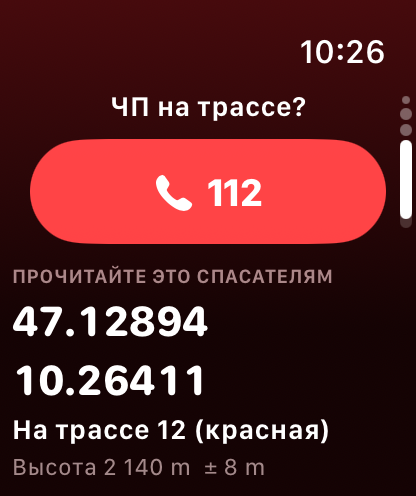 10:26
ЧП на трассе?
112
ПРОЧИТАЙТЕ ЭТО СПАСАТЕЛЯМ
47.12894
10.26411
На трассе 12 (красная)
Высота 2 140 m ± 8 m